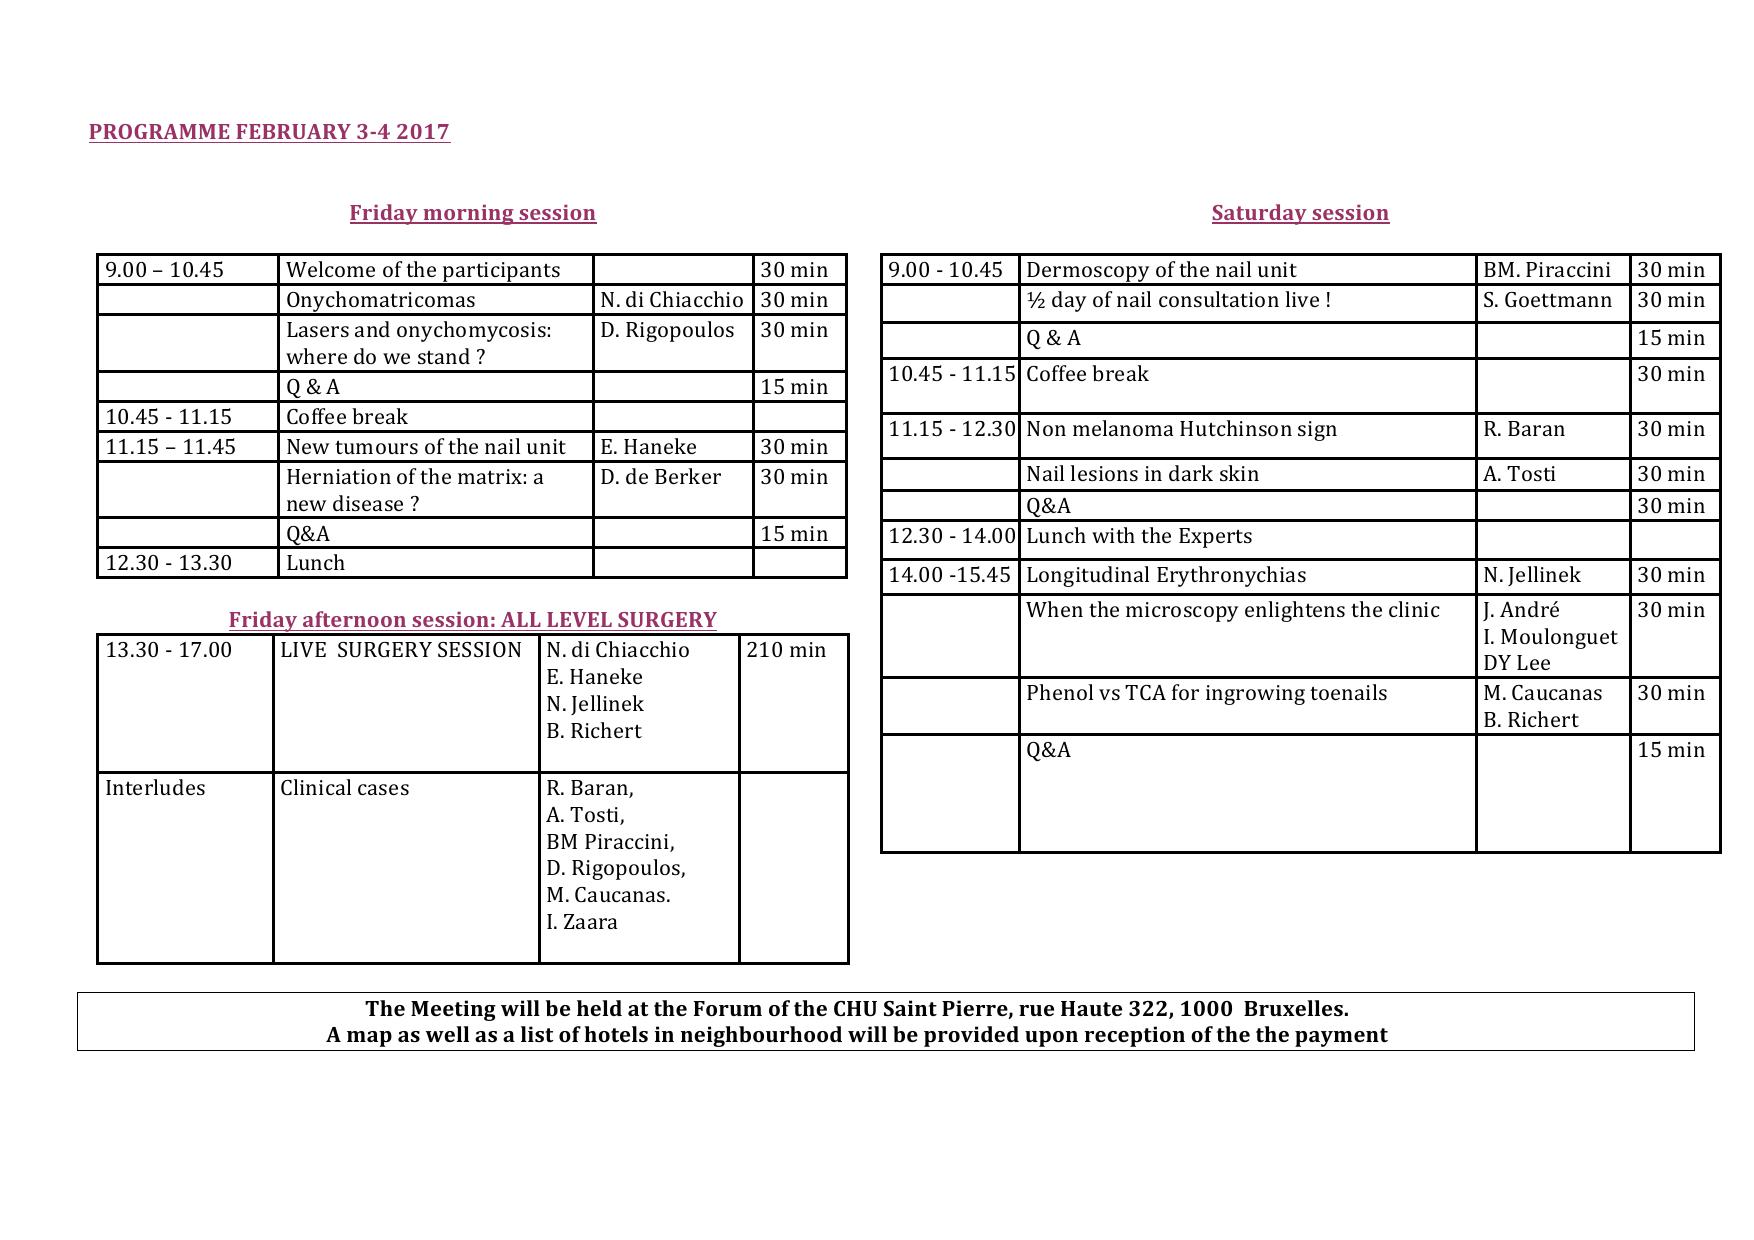 PROGRAMME FEBRUARY 3-4 2017
Friday morning session
9.00 – 10.45 Welcome of the participants 30 min
Onychomatricomas N. di Chiacchio 30 min
Lasers and onychomycosis: D. Rigopoulos 30 min
where do we stand ?
Q & A 15 min
10.45 - 11.15 Coffee break
11.15 – 11.45 New tumours of the nail unit E. Haneke 30 min
Herniation of the matrix: a D. de Berker 30 min
new disease ?
Q&A 15 min
12.30 - 13.30 Lunch
Friday afternoon session: ALL LEVEL SURGERY
13.30 - 17.00 LIVE  SURGERY SESSION N. di Chiacchio 210 min
E. Haneke
N. Jellinek
B. Richert
Interludes Clinical cases R. Baran,
A. Tosti,
BM Piraccini,
D. Rigopoulos,
M. Caucanas.
I. Zaara
Saturday session
9.00 - 10.45 Dermoscopy of the nail unit BM. Piraccini 30 min
½ day of nail consultation live ! S. Goettmann 30 min
Q & A 15 min
10.45 - 11.15 Coffee break 30 min
11.15 - 12.30 Non melanoma Hutchinson sign R. Baran 30 min
Nail lesions in dark skin A. Tosti 30 min
Q&A 30 min
12.30 - 14.00 Lunch with the Experts
14.00 -15.45 Longitudinal Erythronychias N. Jellinek 30 min
When the microscopy enlightens the clinic J. André 30 min
I. Moulonguet
DY Lee
Phenol vs TCA for ingrowing toenails M. Caucanas 30 min
B. Richert
Q&A 15 min
The Meeting will be held at the Forum of the CHU Saint Pierre, rue Haute 322, 1000  Bruxelles.
A map as well as a list of hotels in neighbourhood will be provided upon reception of the the payment